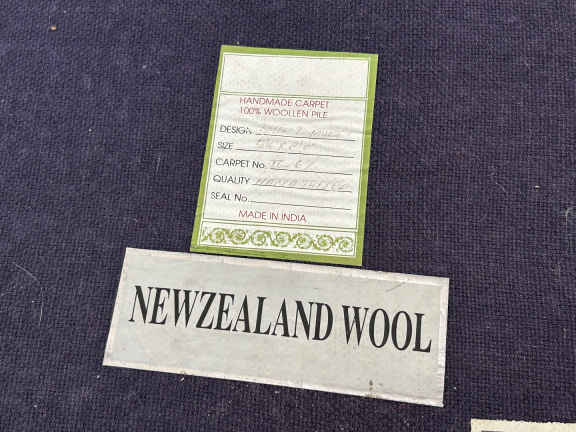 HANDMADE CARPET
100% WOOLLEN PILE
DESIGN
SIZE
CARPET No.
QUALITY
SEAL No.
MADE IN INDIA
NEWZEALAND WOOL